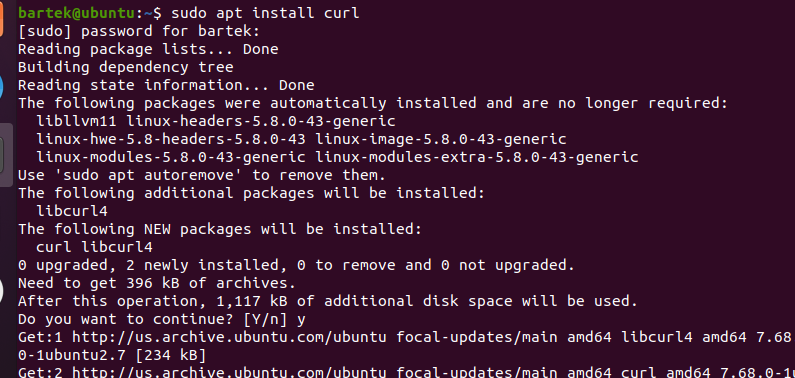 bartek@ubuntu:~$ sudo apt install curl
[sudo] password for bartek:
Reading package lists... Done
Building dependency tree
Reading state information... Done
The following packages were automatically installed and are no longer required:
  libllvm11 linux-headers-5.8.0-43-generic
  linux-hwe-5.8-headers-5.8.0-43 linux-image-5.8.0-43-generic
  linux-modules-5.8.0-43-generic linux-modules-extra-5.8.0-43-generic
Use 'sudo apt autoremove' to remove them.
The following additional packages will be installed:
  libcurl4
The following NEW packages will be installed:
  curl libcurl4
0 upgraded, 2 newly installed, 0 to remove and 0 not upgraded.
Need to get 396 kB of archives.
After this operation, 1,117 kB of additional disk space will be used.
Do you want to continue? [Y/n] y
Get:1 http://us.archive.ubuntu.com/ubuntu focal-updates/main amd64 libcurl4 amd64 7.68
0-1ubuntu2.7 [234 kB]
Get:2 http://us.archive.ubuntu.com/ubuntu focal-updates/main amd64 curl amd64 7.68.0-1u